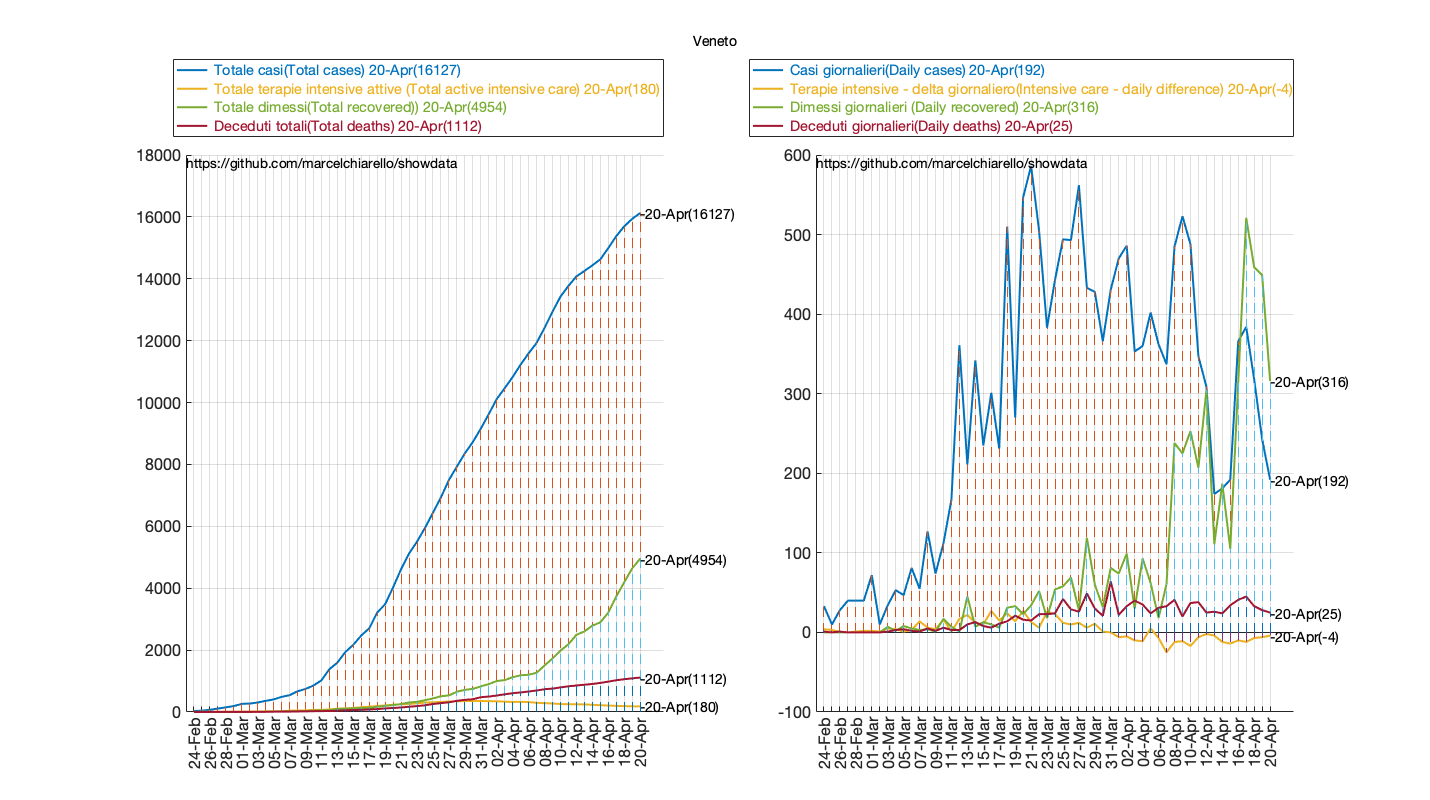 Veneto
Totale casi(Total cases) 20-Apr(16127)
Totale terapie intensive attive (Total active intensive care) 20-Apr(180)
Totale dimessi(Total recovered)) 20-Apr(4954)
Deceduti totali(Total deaths) 20-Apr(1112)
18000
https://github.com/marcelchiarello/showdata
16000
14000
12000
10000
8000
6000
4000
2000
0
20-Apr(16127)
20-Apr(4954)
20-Apr(1112)
20-Apr(180)
24-Feb
26-Feb
28-Feb
01-Mar
03-Mar
05-Mar
07-Mar
09-Mar
11-Mar
13-Mar
15-Mar
17-Mar
19-Mar
21-Mar
23-Mar
25-Mar
27-Mar
29-Mar
31-Mar
02-Apr
04-Apr
06-Apr
08-Apr
10-Apr
12-Apr
14-Apr
16-Apr
18-Apr
20-Apr
Casi giornalieri(Daily cases) 20-Apr(192)
Terapie intensive - delta giornaliero(Intensive care - daily difference) 20-Apr(-4)
Dimessi giornalieri (Daily recovered) 20-Apr(316)
Deceduti giornalieri(Daily deaths) 20-Apr(25)
600
https://github.com/marcelchiarello/showdata
500
400
300
200
100
0
-100
20-Apr(316)
20-Apr(192)
20-Apr(25)
20-Apr(-4)
24-Feb
26-Feb
28-Feb
01-Mar
03-Mar
05-Mar
07-Mar
09-Mar
11-Mar
13-Mar
15-Mar
17-Mar
19-Mar
21-Mar
23-Mar
25-Mar
27-Mar
29-Mar
31-Mar
02-Apr
04-Apr
06-Apr
08-Apr
10-Apr
12-Apr
14-Apr
16-Apr
18-Apr
20-Apr